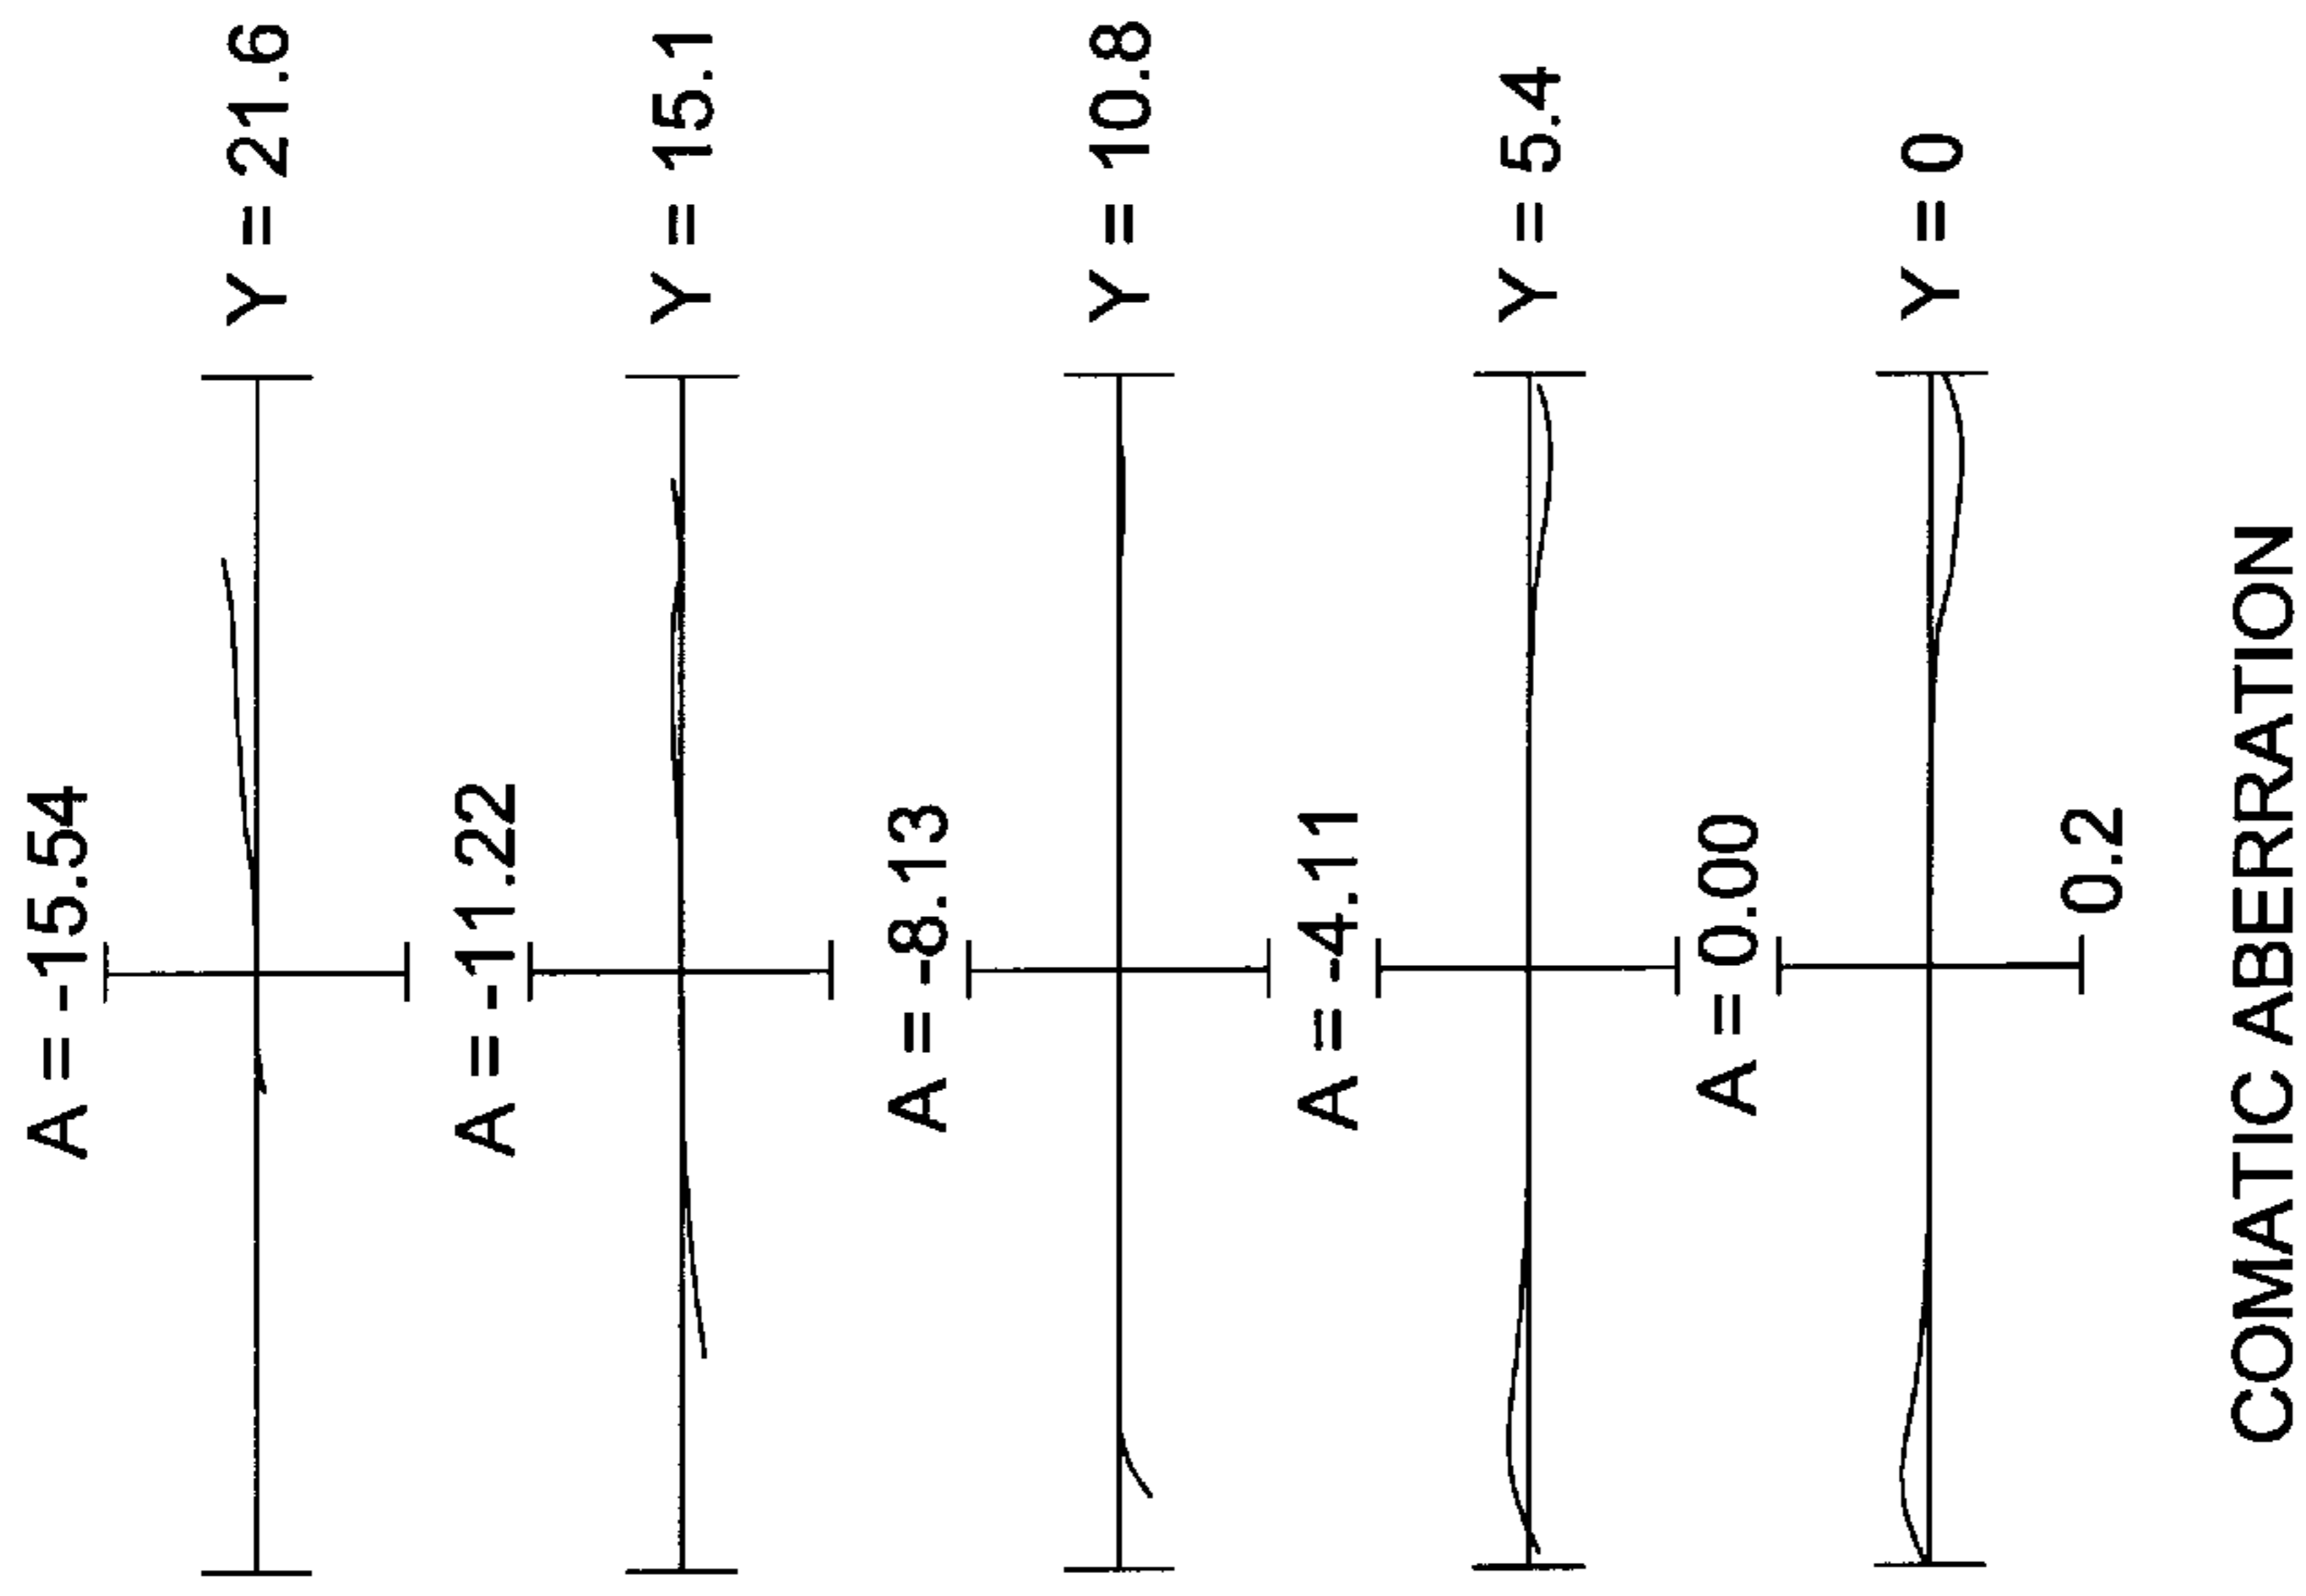 A = -15.54
Y = 21.6
A = -11.22
Y = 15.1
A = -8.13
Y = 10.8
A = -4.11
Y = 5.4
A = 0.00
Y = 0
0.2
COMATIC ABERRATION